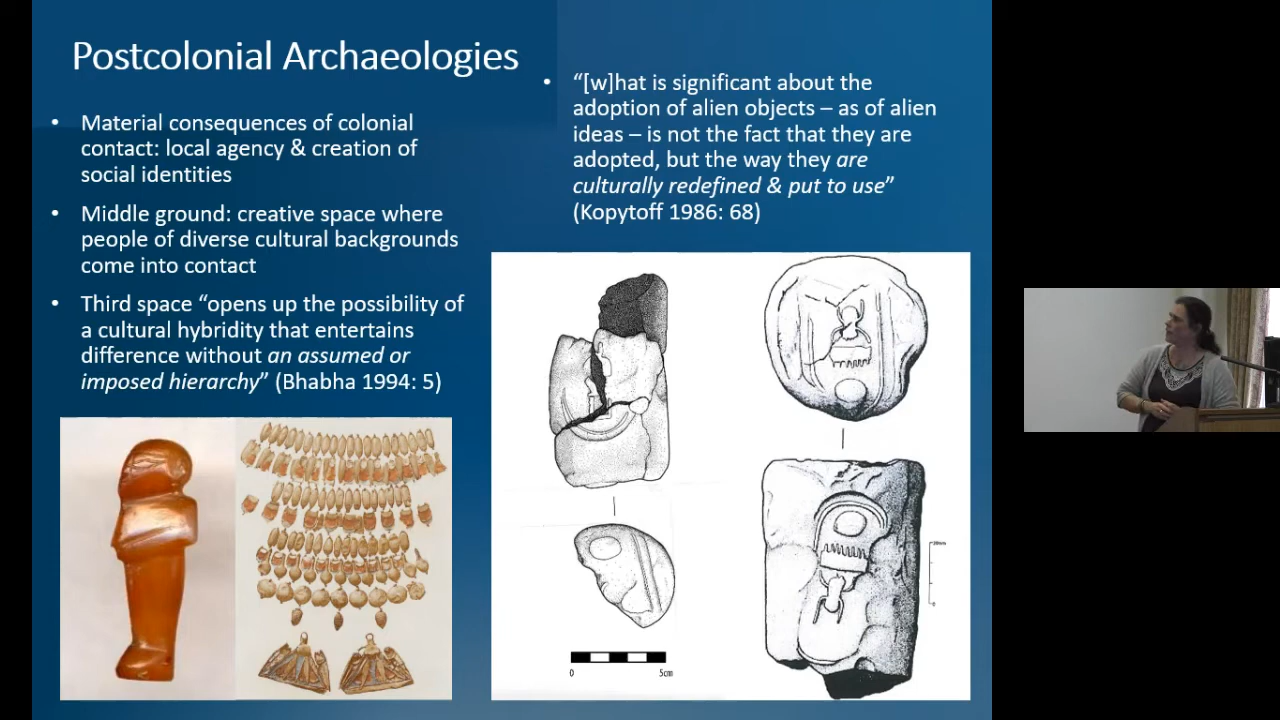 Postcolonial Archaeologies
• Material consequences of colonial
contact: local agency & creation of
social identities
• Middle ground: creative space where
people of diverse cultural backgrounds
come into contact
• Third space “opens up the possibility of
a cultural hybridity that entertains
difference without an assumed or
imposed hierarchy” (Bhabha 1994: 5)
• “[w]hat is significant about the
adoption of alien objects – as of alien
ideas – is not the fact that they are
adopted, but the way they are
culturally redefined & put to use”
(Kopytoff 1986: 68)
0 5cm